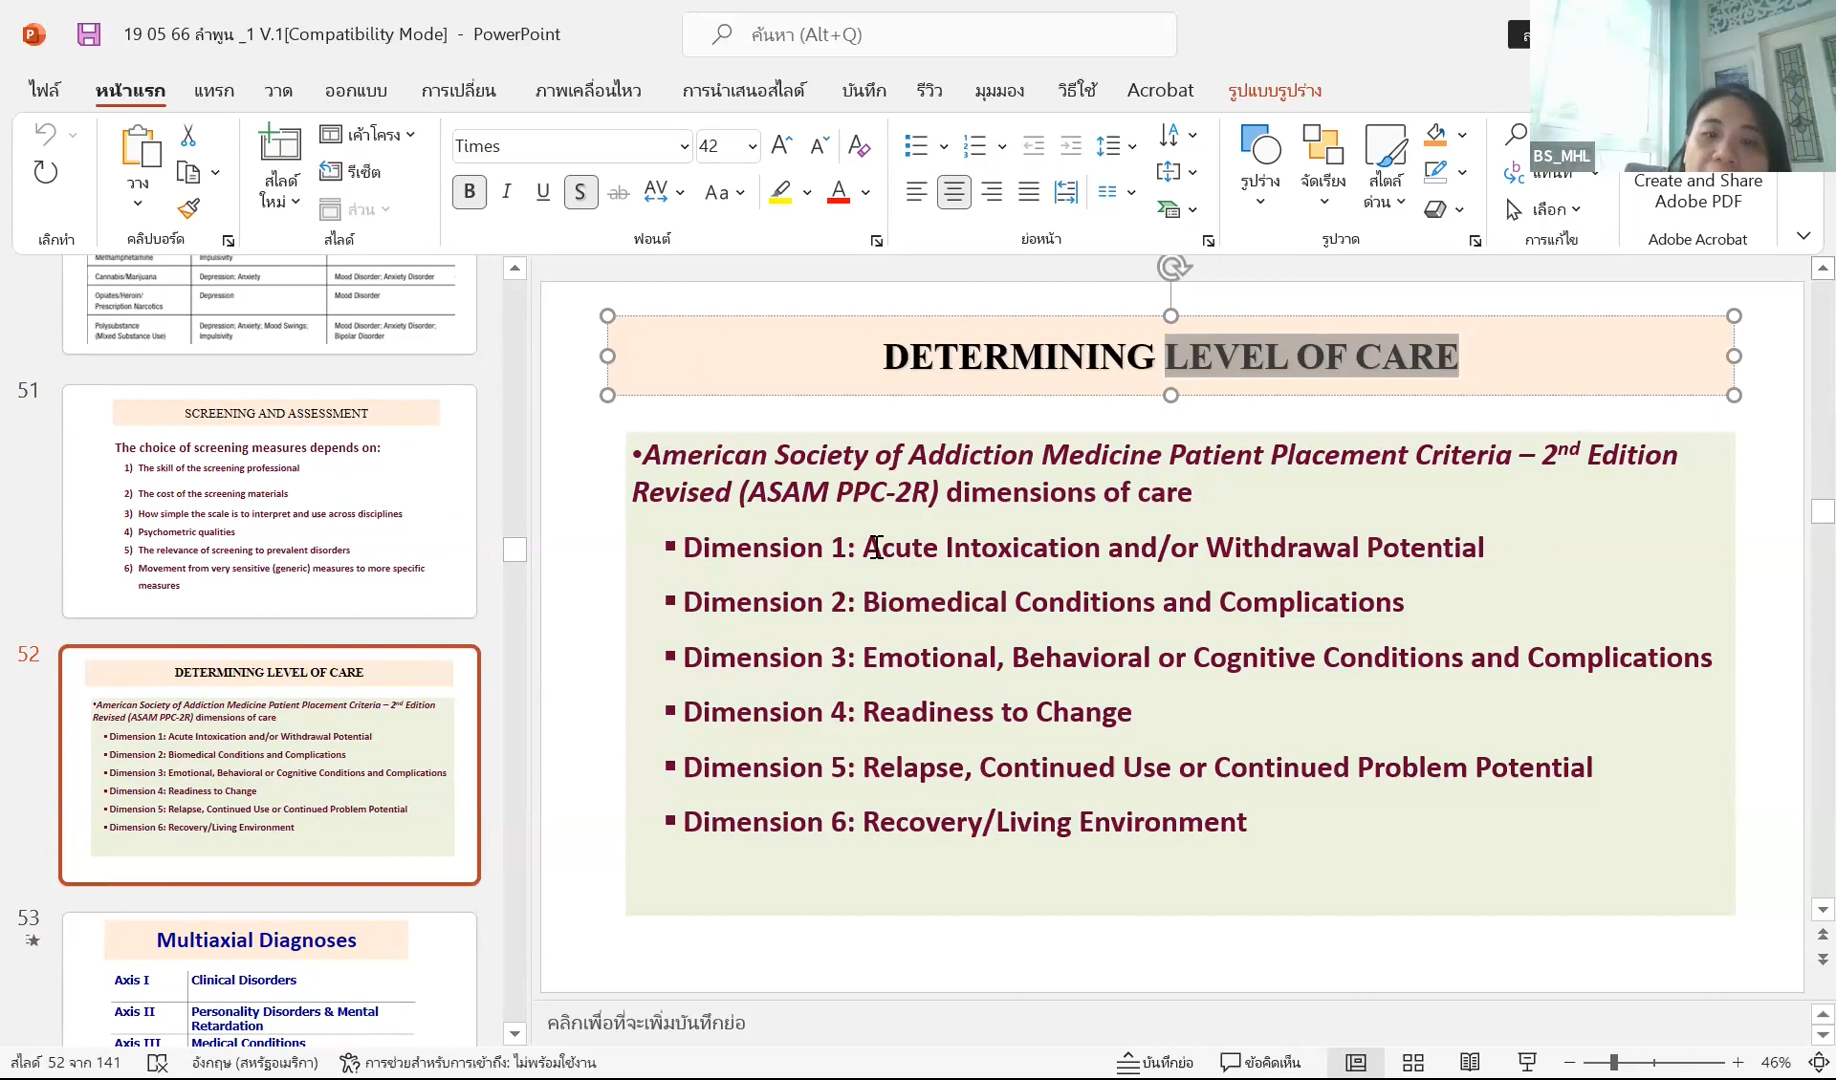 19 05 66 ลำพูน _1 V.1[Compatibility Mode] - PowerPoint
ค้นหา (Alt+Q)
ไฟล์ หน้าแรก แทรก วาด ออกแบบ การเปลี่ยน ภาพเคลื่อนไหว การนำเสนอสไลด์ บันทึก รีวิว มุมมอง วิธีใช้ Acrobat รูปแบบรูปร่าง
BS_MHL
วาง
สไลด์ใหม่
เค้าโครง
รีเซ็ต
ส่วน
Times 42
รูปร่าง
จัดเรียง
สไตล์ด่วน
แทนที่
เลือก
Create and Share
Adobe PDF
เลิกทำ คลิปบอร์ด สไลด์ ฟอนต์ ย่อหน้า รูปวาด การแก้ไข Adobe Acrobat
Methamphetamine Impulsivity
Cannabis/Marijuana Depression; Anxiety Mood Disorder; Anxiety Disorder
Opiates/Heroin/ Depression Mood Disorder
Prescription Narcotics
Polysubstance Depression; Anxiety; Mood Swings; Mood Disorder; Anxiety Disorder;
(Mixed Substance Use) Impulsivity Bipolar Disorder
51
SCREENING AND ASSESSMENT
The choice of screening measures depends on:
1) The skill of the screening professional
2) The cost of the screening materials
3) How simple the scale is to interpret and use across disciplines
4) Psychometric qualities
5) The relevance of screening to prevalent disorders
6) Movement from very sensitive (generic) measures to more specific
measures
52
DETERMINING LEVEL OF CARE
•American Society of Addiction Medicine Patient Placement Criteria – 2nd Edition
Revised (ASAM PPC-2R) dimensions of care
▪ Dimension 1: Acute Intoxication and/or Withdrawal Potential
▪ Dimension 2: Biomedical Conditions and Complications
▪ Dimension 3: Emotional, Behavioral or Cognitive Conditions and Complications
▪ Dimension 4: Readiness to Change
▪ Dimension 5: Relapse, Continued Use or Continued Problem Potential
▪ Dimension 6: Recovery/Living Environment
53
Multiaxial Diagnoses
Axis I Clinical Disorders
Axis II Personality Disorders & Mental
Retardation
Axis III Medical Conditions
DETERMINING LEVEL OF CARE
•American Society of Addiction Medicine Patient Placement Criteria – 2nd Edition
Revised (ASAM PPC-2R) dimensions of care
▪ Dimension 1: Acute Intoxication and/or Withdrawal Potential
▪ Dimension 2: Biomedical Conditions and Complications
▪ Dimension 3: Emotional, Behavioral or Cognitive Conditions and Complications
▪ Dimension 4: Readiness to Change
▪ Dimension 5: Relapse, Continued Use or Continued Problem Potential
▪ Dimension 6: Recovery/Living Environment
คลิกเพื่อที่จะเพิ่มบันทึกย่อ
สไลด์ 52 จาก 141 อังกฤษ (สหรัฐอเมริกา) การช่วยสำหรับการเข้าถึง: ไม่พร้อมใช้งาน บันทึกย่อ ข้อคิดเห็น 46%